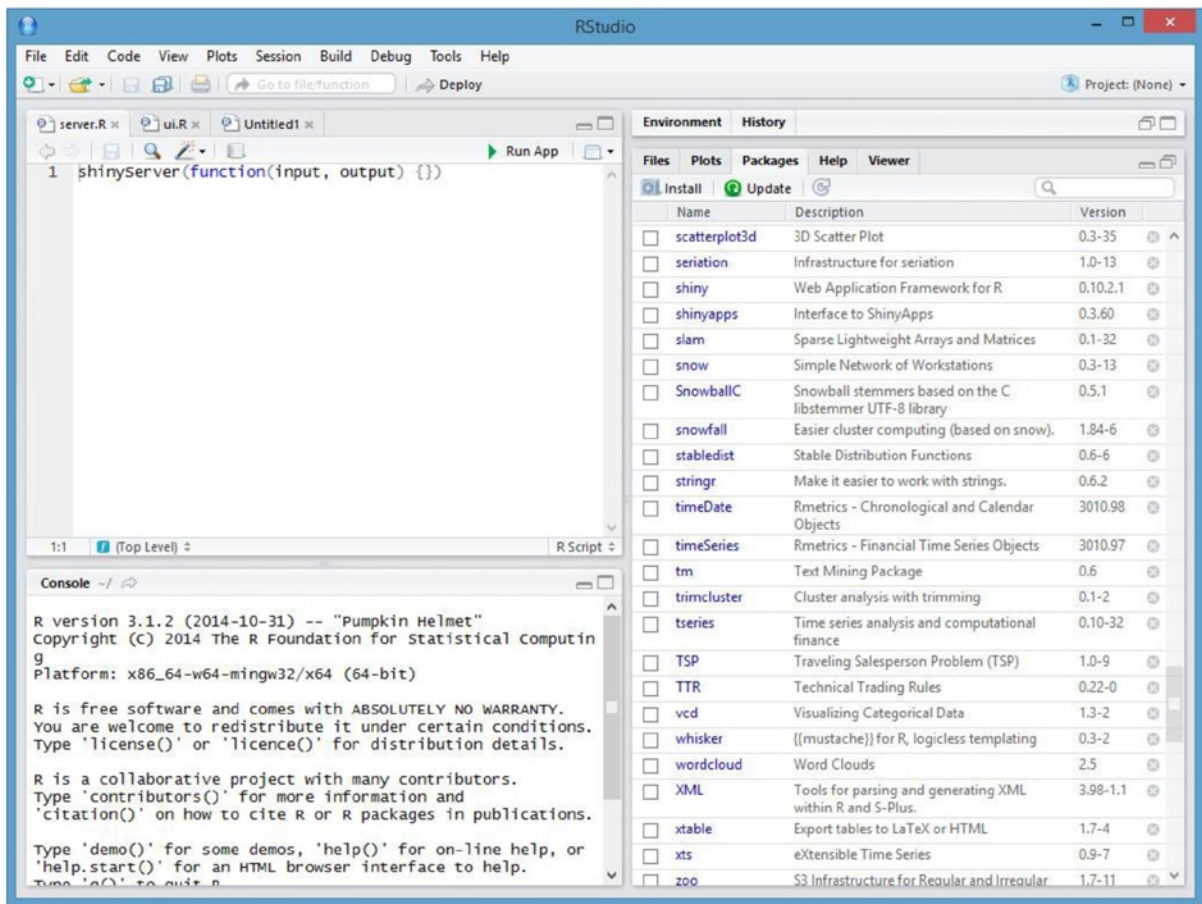 RStudio
File Edit Code View Plots Session Build Debug Tools Help
Go to file/function Deploy Project: (None)
server.R ui.R Untitled1
Run App
1 shinyServer(function(input, output) {})
1:1 (Top Level) R Script
Console ~/
R version 3.1.2 (2014-10-31) -- "Pumpkin Helmet"
Copyright (C) 2014 The R Foundation for Statistical Computin
g
Platform: x86_64-w64-mingw32/x64 (64-bit)
R is free software and comes with ABSOLUTELY NO WARRANTY.
You are welcome to redistribute it under certain conditions.
Type 'license()' or 'licence()' for distribution details.
R is a collaborative project with many contributors.
Type 'contributors()' for more information and
'citation()' on how to cite R or R packages in publications.
Type 'demo()' for some demos, 'help()' for on-line help, or
'help.start()' for an HTML browser interface to help.
Type 'q()' to quit R
Environment History
Files Plots Packages Help Viewer
Install Update
Name Description Version
scatterplot3d 3D Scatter Plot 0.3-35
seriation Infrastructure for seriation 1.0-13
shiny Web Application Framework for R 0.10.2.1
shinyapps Interface to ShinyApps 0.3.60
slam Sparse Lightweight Arrays and Matrices 0.1-32
snow Simple Network of Workstations 0.3-13
SnowballC Snowball stemmers based on the C 0.5.1
libstemmer UTF-8 library
snowfall Easier cluster computing (based on snow). 1.84-6
stabledist Stable Distribution Functions 0.6-6
stringr Make it easier to work with strings. 0.6.2
timeDate Rmetrics - Chronological and Calendar 3010.98
Objects
timeSeries Rmetrics - Financial Time Series Objects 3010.97
tm Text Mining Package 0.6
trimcluster Cluster analysis with trimming 0.1-2
tseries Time series analysis and computational 0.10-32
finance
TSP Traveling Salesperson Problem (TSP) 1.0-9
TTR Technical Trading Rules 0.22-0
vcd Visualizing Categorical Data 1.3-2
whisker {{mustache}} for R, logicless templating 0.3-2
wordcloud Word Clouds 2.5
XML Tools for parsing and generating XML 3.98-1.1
within R and S-Plus.
xtable Export tables to LaTeX or HTML 1.7-4
xts eXtensible Time Series 0.9-7
zoo S3 Infrastructure for Regular and Irregular 1.7-11